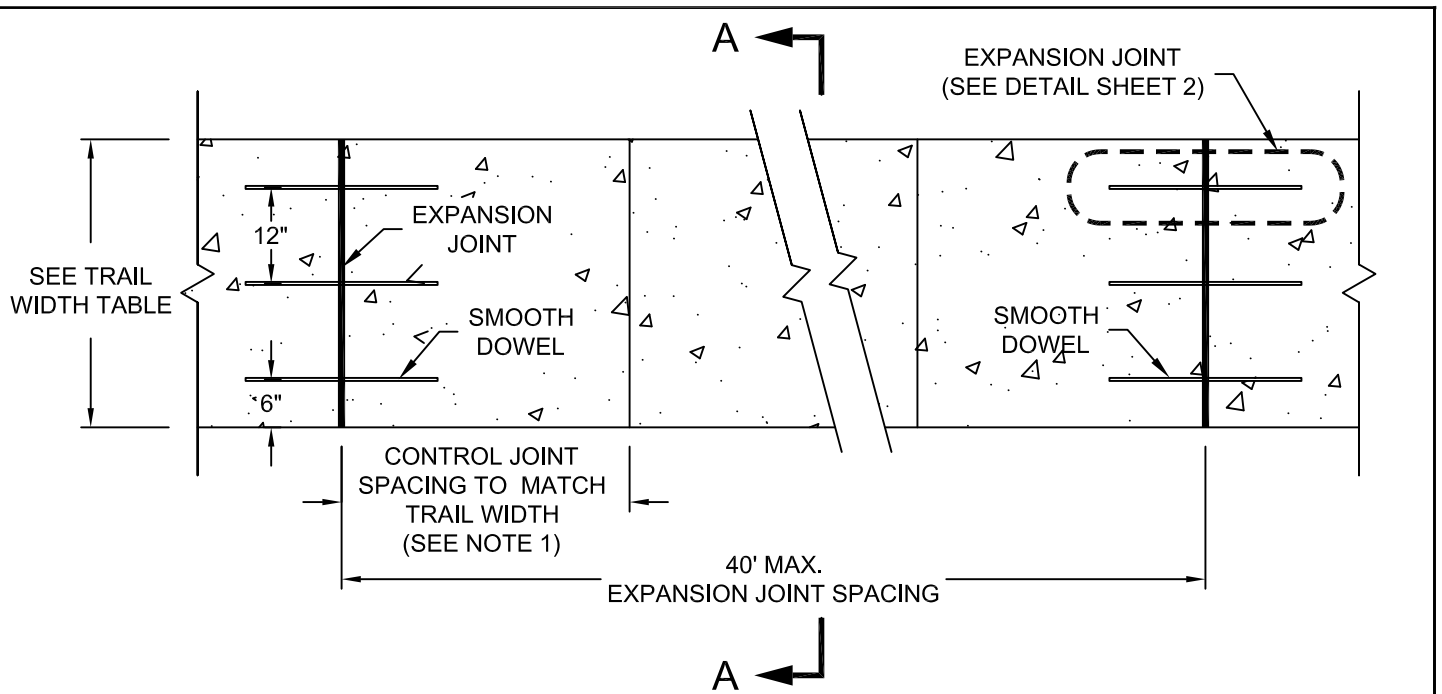 A
EXPANSION JOINT
(SEE DETAIL SHEET 2)
EXPANSION
JOINT
12"
SEE TRAIL
WIDTH TABLE
SMOOTH
DOWEL
SMOOTH
DOWEL
6"
CONTROL JOINT
SPACING TO MATCH
TRAIL WIDTH
(SEE NOTE 1)
40' MAX.
EXPANSION JOINT SPACING
A